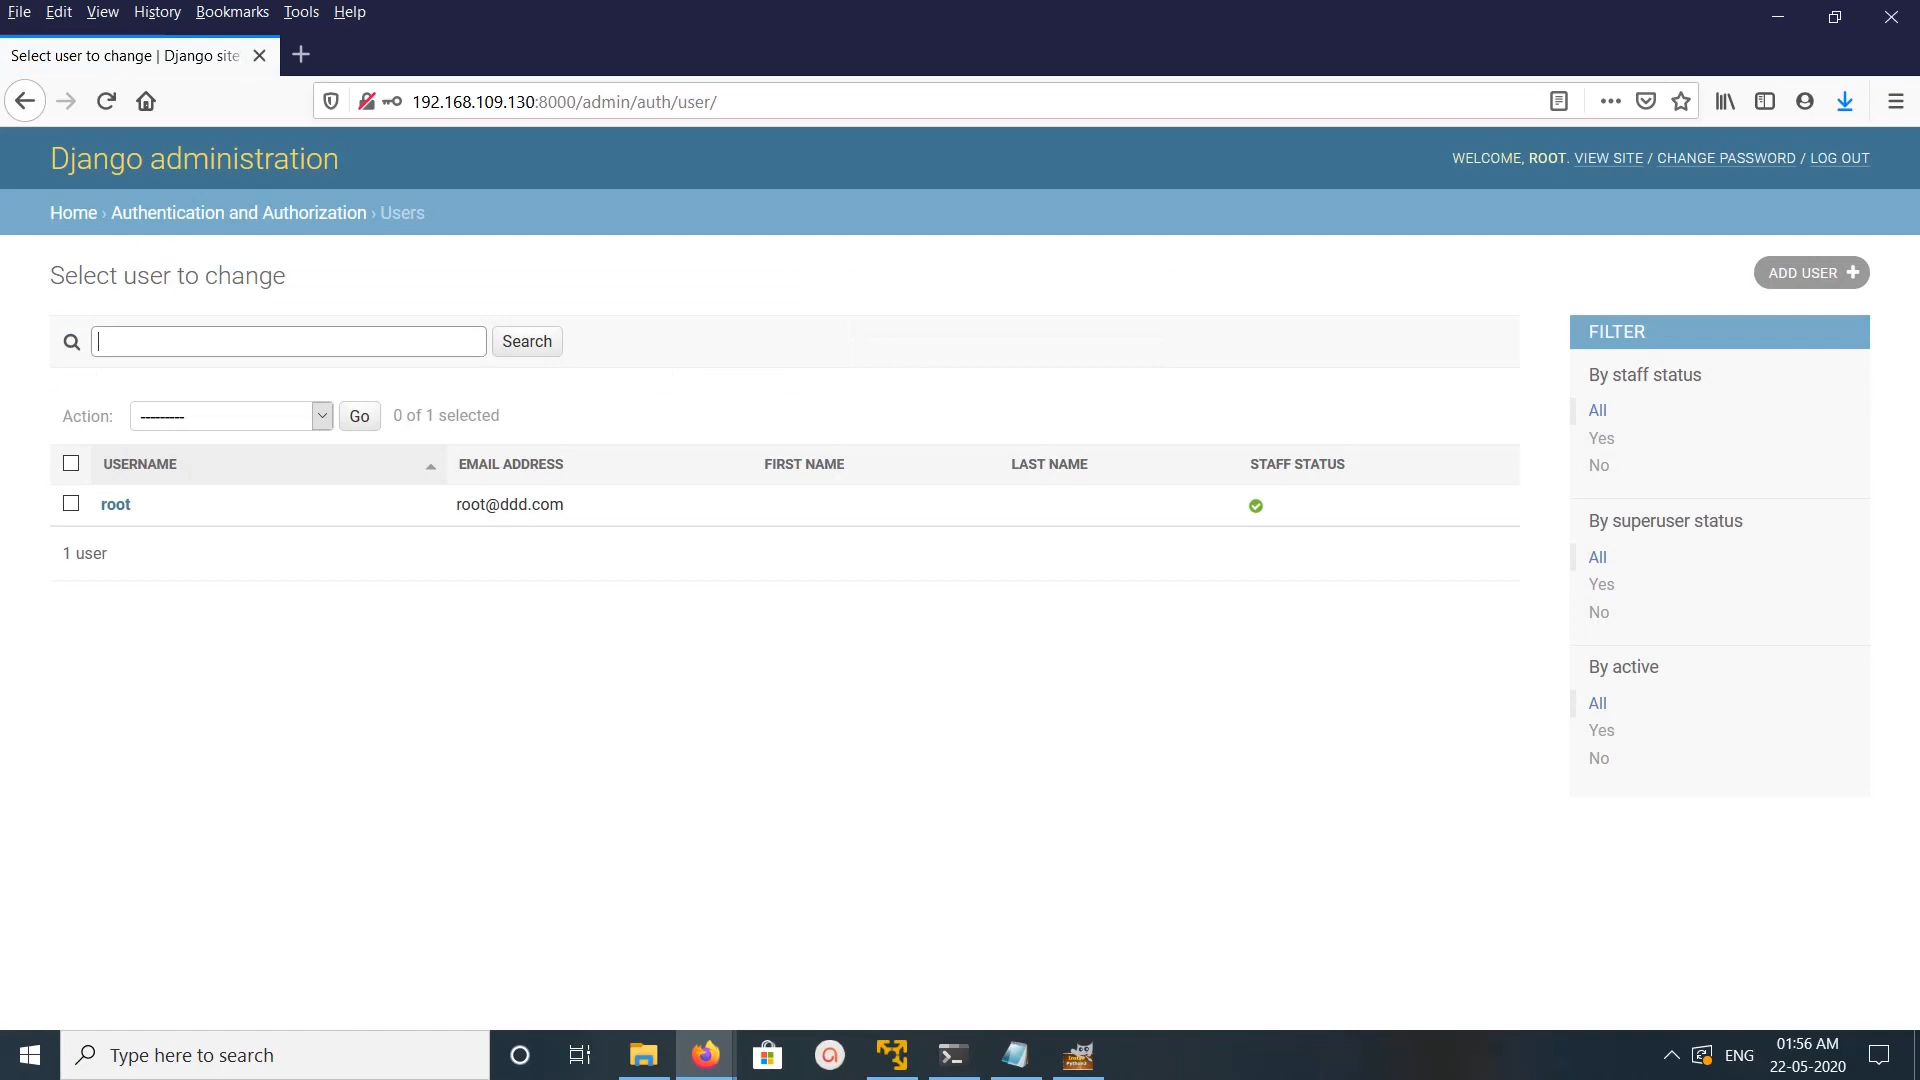 File Edit View History Bookmarks Tools Help
Select user to change | Django site
192.168.109.130:8000/admin/auth/user/
Django administration
WELCOME, ROOT. VIEW SITE / CHANGE PASSWORD / LOG OUT
Home › Authentication and Authorization › Users
Select user to change
ADD USER +
Search
FILTER
By staff status
All
Yes
No
By superuser status
All
Yes
No
By active
All
Yes
No
Action: --------- Go 0 of 1 selected
USERNAME EMAIL ADDRESS FIRST NAME LAST NAME STAFF STATUS
root root@ddd.com
1 user
Type here to search
ENG
01:56 AM
22-05-2020